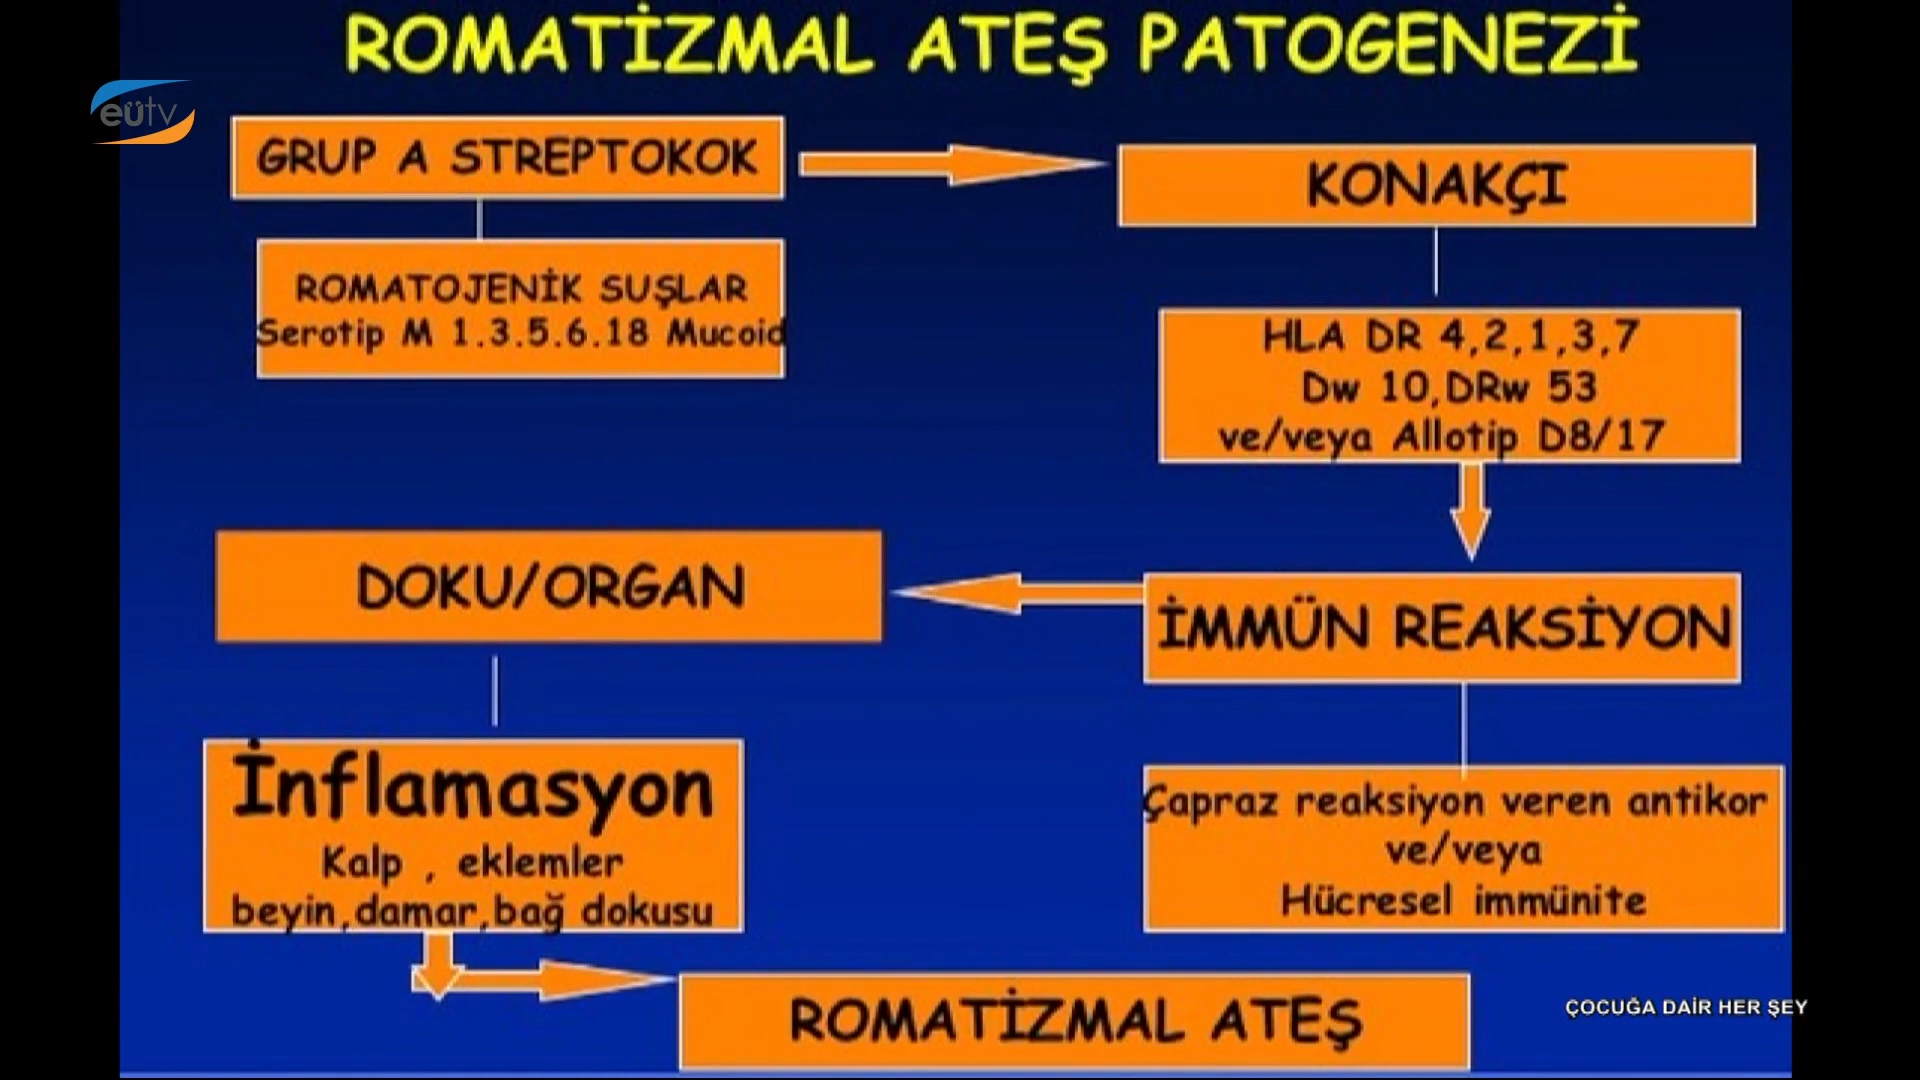 ROMATİZMAL ATEŞ PATOGENEZİ
eütv
GRUP A STREPTOKOK
KONAKÇI
ROMATOJENİK SUŞLAR
Serotip M 1.3.5.6.18 Mucoid
HLA DR 4,2,1,3,7
Dw 10,DRw 53
ve/veya Allotip D8/17
DOKU/ORGAN
İMMÜN REAKSİYON
İnflamasyon
Kalp , eklemler
beyin,damar,bağ dokusu
Çapraz reaksiyon veren antikor
ve/veya
Hücresel immünite
ROMATİZMAL ATEŞ
ÇOCUĞA DAİR HER ŞEY